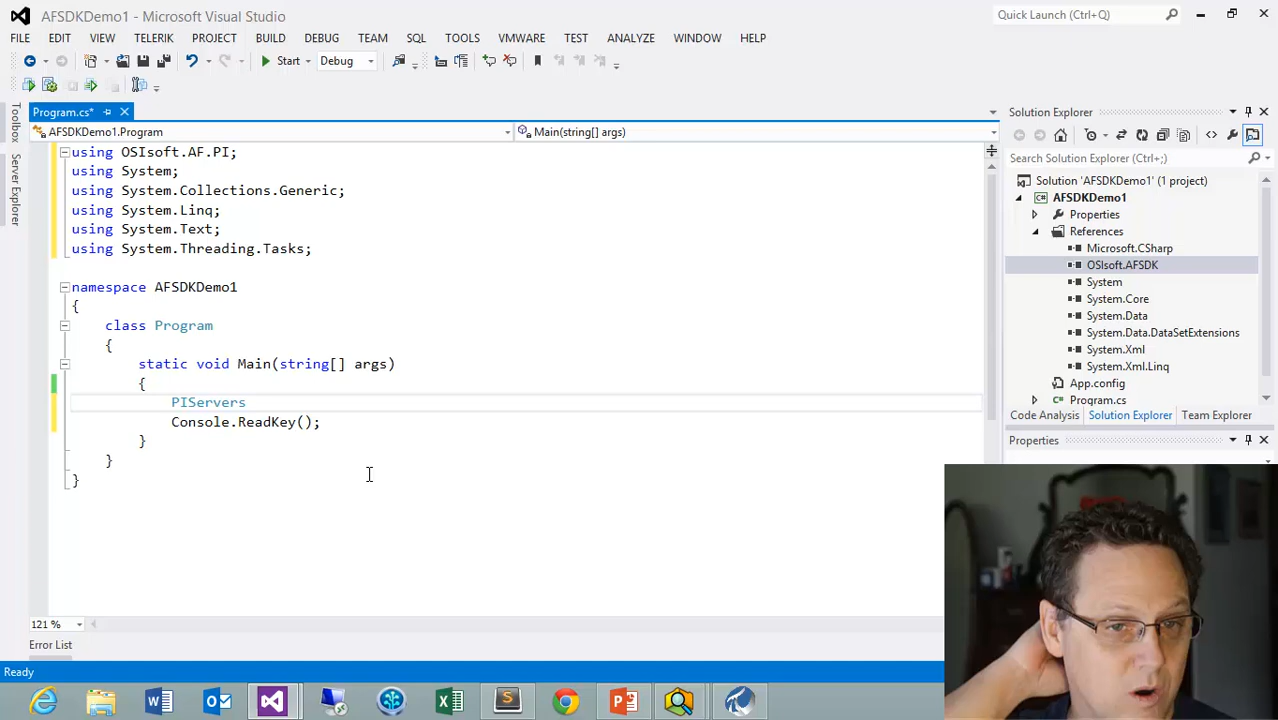 AFSDKDemo1 - Microsoft Visual Studio
Quick Launch (Ctrl+Q)
FILE EDIT VIEW TELERIK PROJECT BUILD DEBUG TEAM SQL TOOLS VMWARE TEST ANALYZE WINDOW HELP
Start Debug
Toolbox
Server Explorer
Program.cs*
AFSDKDemo1.Program
Main(string[] args)
using OSIsoft.AF.PI;
using System;
using System.Collections.Generic;
using System.Linq;
using System.Text;
using System.Threading.Tasks;
namespace AFSDKDemo1
{
class Program
{
static void Main(string[] args)
{
PIServers
Console.ReadKey();
}
}
}
121 %
Error List
Ready
Solution Explorer
Search Solution Explorer (Ctrl+;)
Solution 'AFSDKDemo1' (1 project)
AFSDKDemo1
Properties
References
Microsoft.CSharp
OSIsoft.AFSDK
System
System.Core
System.Data
System.Data.DataSetExtensions
System.Xml
System.Xml.Linq
App.config
Program.cs
Code Analysis Solution Explorer Team Explorer
Properties